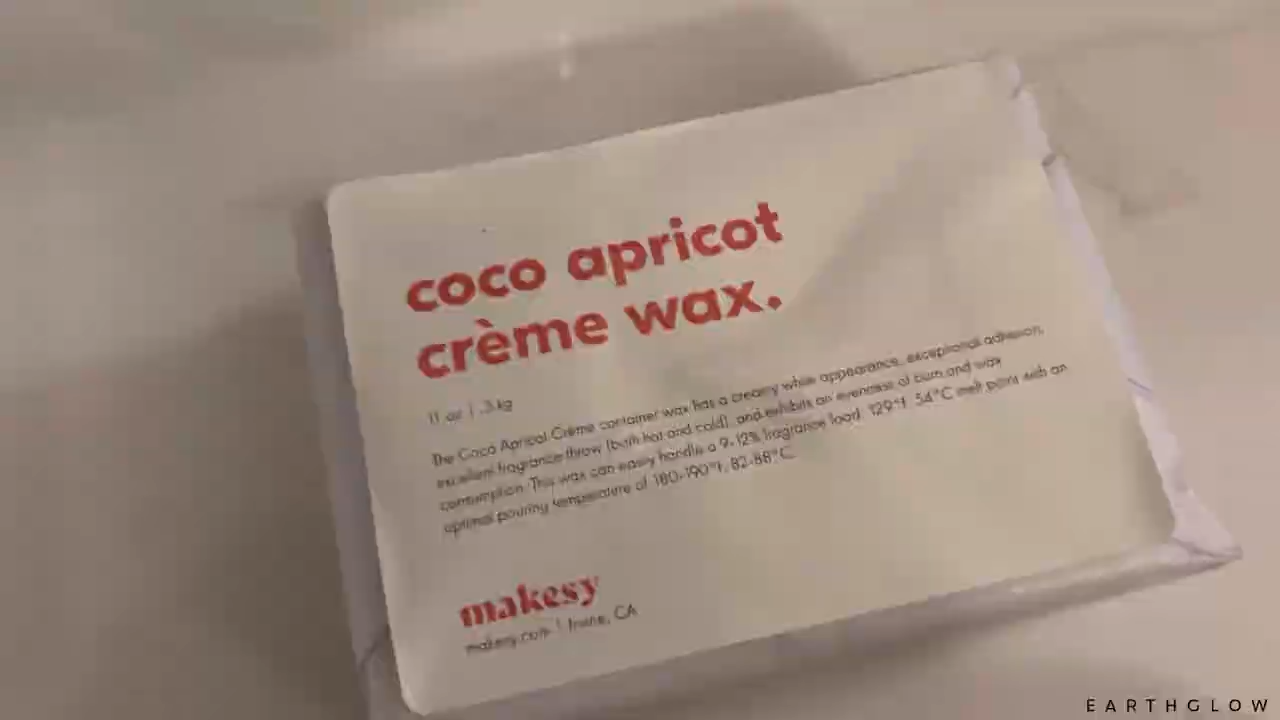 coco apricot
crème wax.
11 oz | .3 kg
The Coco Apricot Crème container wax has a creamy white appearance, exceptional adhesion,
excellent fragrance throw (both hot and cold), and exhibits an evenness of burn and wax
consumption. This wax can easily handle a 9-12% fragrance load. 129°F, 54°C melt point with an
optimal pouring temperature of 180-190°F, 82-88°C.
makesy
makesy.com | Irvine, CA
EARTHGLOW